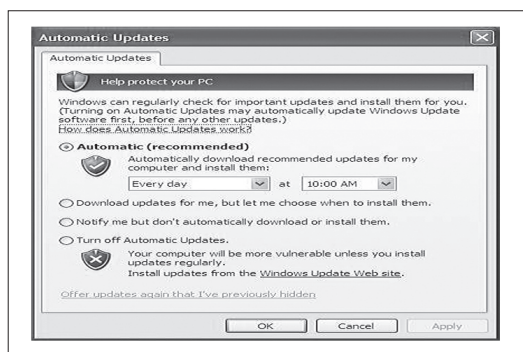 Automatic Updates
Automatic Updates
Help protect your PC
Windows can regularly check for important updates and install them for you.
(Turning on Automatic Updates may automatically update Windows Update
software first, before any other updates.)
How does Automatic Updates work?
Automatic (recommended)
Automatically download recommended updates for my
computer and install them:
Every day at 10:00 AM
Download updates for me, but let me choose when to install them.
Notify me but don't automatically download or install them.
Turn off Automatic Updates.
Your computer will be more vulnerable unless you install
updates regularly.
Install updates from the Windows Update Web site.
Offer updates again that I've previously hidden
OK Cancel Apply